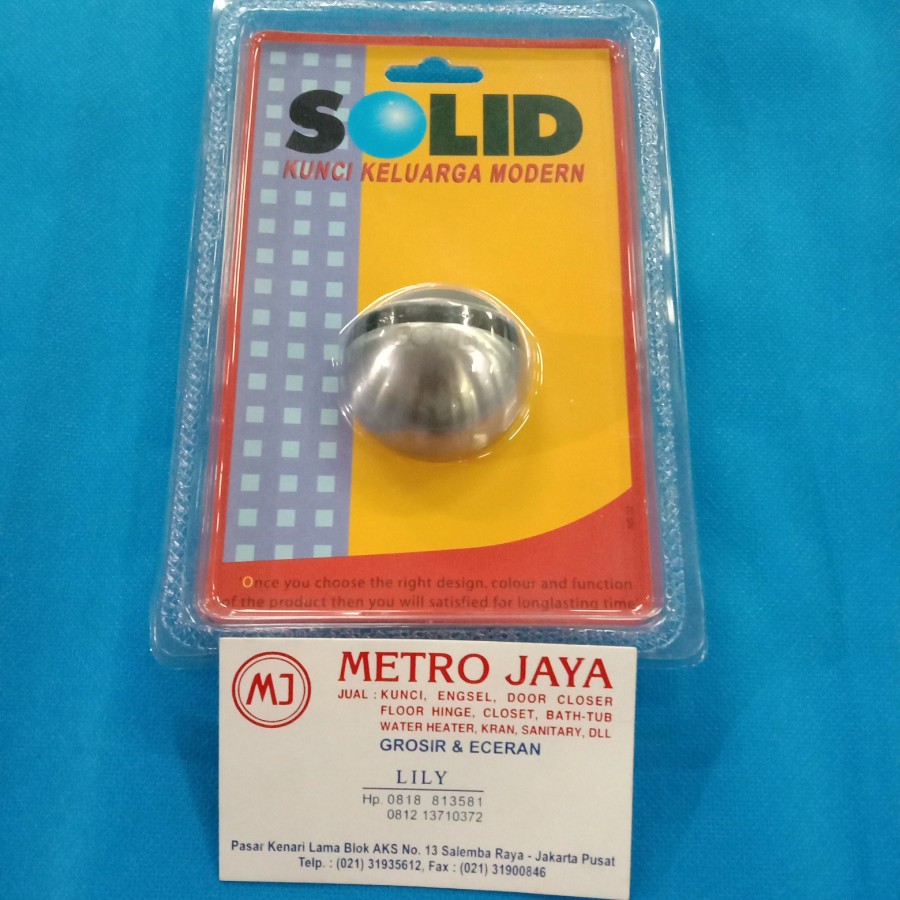 SOLID
KUNCI KELUARGA MODERN
Once you choose the right design, colour and function
of the product then you will satisfied for longlasting time
MJ
METRO JAYA
JUAL : KUNCI, ENGSEL, DOOR CLOSER
FLOOR HINGE, CLOSET, BATH-TUB
WATER HEATER, KRAN, SANITARY, DLL
GROSIR & ECERAN
LILY
Hp. 0818 813581
0812 13710372
Pasar Kenari Lama Blok AKS No. 13 Salemba Raya - Jakarta Pusat
Telp. : (021) 31935612, Fax : (021) 31900846